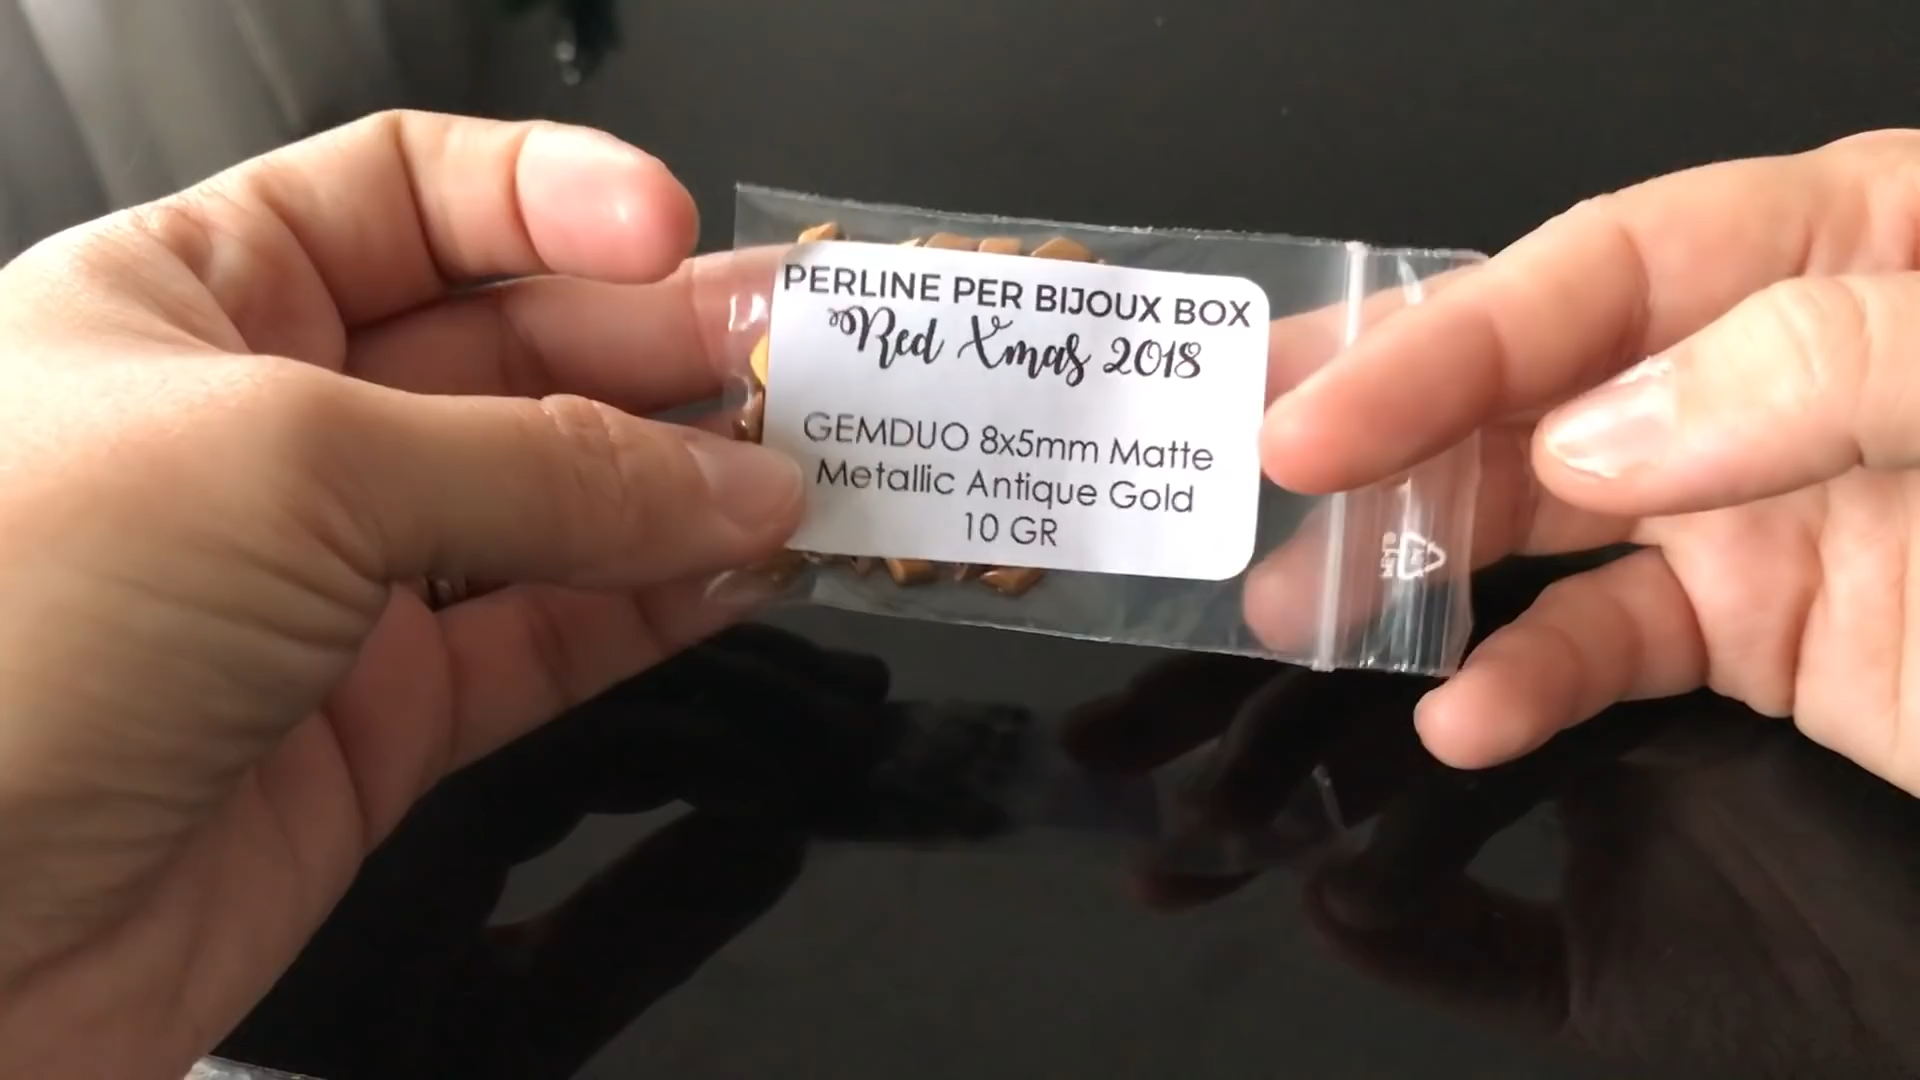 PERLINE PER BIJOUX BOX
Red Xmas 2018
GEMDUO 8x5mm Matte
Metallic Antique Gold
10 GR